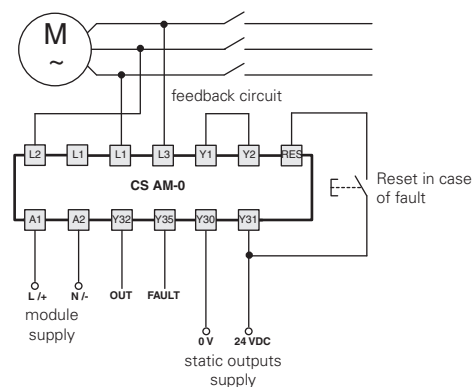 M
~
feedback circuit
L2 L1 L1 L3 Y1 Y2 RES
CS AM-0
Reset in case
of fault
A1 A2 Y32 Y35 Y30 Y31
L /+ N /- OUT FAULT
module
supply
0 V 24 VDC
static outputs
supply